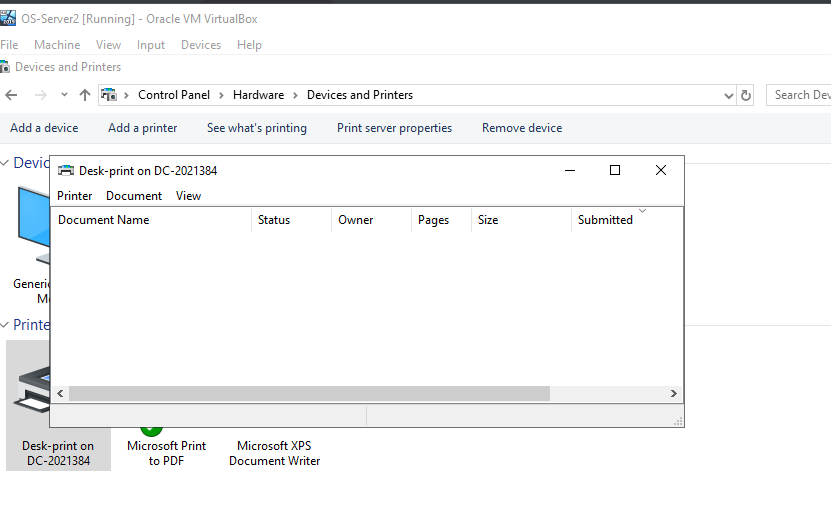 OS-Server2 [Running] - Oracle VM VirtualBox
File Machine View Input Devices Help
Devices and Printers
Control Panel > Hardware > Devices and Printers
Search Dev
Add a device Add a printer See what's printing Print server properties Remove device
Devic
Desk-print on DC-2021384
Printer Document View
Document Name Status Owner Pages Size Submitted
Generic
M
Printe
Desk-print on
DC-2021384
Microsoft Print
to PDF
Microsoft XPS
Document Writer